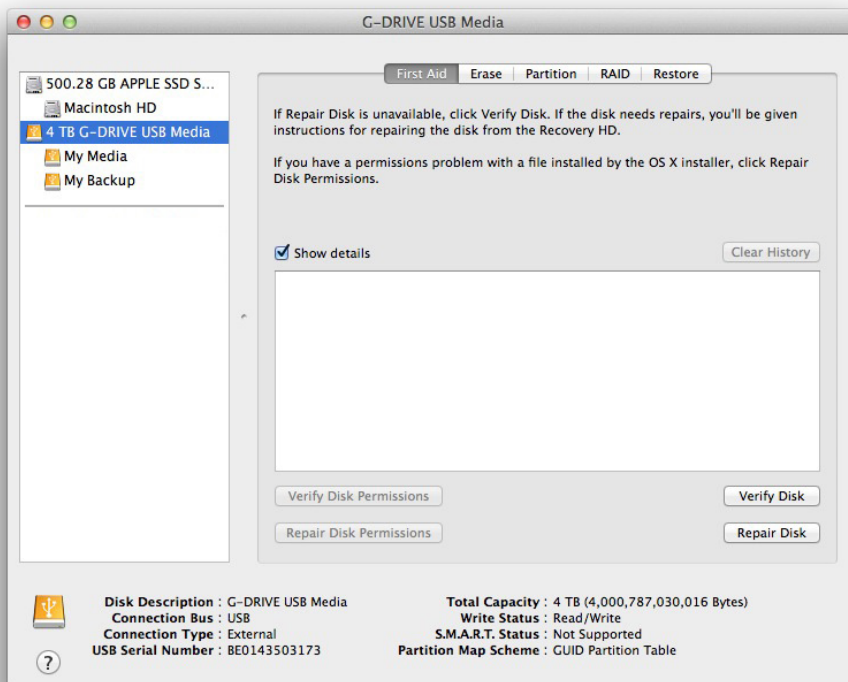 G-DRIVE USB Media
500.28 GB APPLE SSD S...
Macintosh HD
4 TB G-DRIVE USB Media
My Media
My Backup
First Aid Erase Partition RAID Restore
If Repair Disk is unavailable, click Verify Disk. If the disk needs repairs, you'll be given
instructions for repairing the disk from the Recovery HD.
If you have a permissions problem with a file installed by the OS X installer, click Repair
Disk Permissions.
Show details
Clear History
Verify Disk Permissions
Verify Disk
Repair Disk Permissions
Repair Disk
Disk Description : G-DRIVE USB Media
Connection Bus : USB
Connection Type : External
USB Serial Number : BE0143503173
Total Capacity : 4 TB (4,000,787,030,016 Bytes)
Write Status : Read/Write
S.M.A.R.T. Status : Not Supported
Partition Map Scheme : GUID Partition Table
?